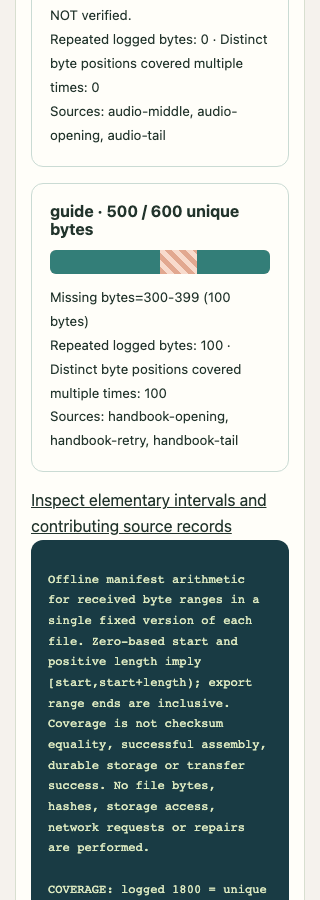 NOT verified.
Repeated logged bytes: 0 · Distinct
byte positions covered multiple
times: 0
Sources: audio-middle, audio-
opening, audio-tail
guide · 500 / 600 unique
bytes
Missing bytes=300-399 (100
bytes)
Repeated logged bytes: 100 ·
Distinct byte positions covered
multiple times: 100
Sources: handbook-opening,
handbook-retry, handbook-tail
Inspect elementary intervals and
contributing source records
Offline manifest arithmetic
for received byte ranges in a
single fixed version of each
file. Zero-based start and
positive length imply
[start,start+length); export
range ends are inclusive.
Coverage is not checksum
equality, successful assembly,
durable storage or transfer
success. No file bytes,
hashes, storage access,
network requests or repairs
are performed.
COVERAGE: logged 1800 = unique